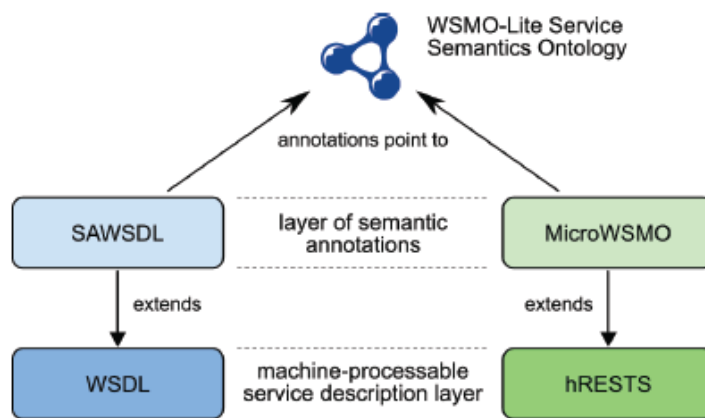 WSMO-Lite Service
Semantics Ontology
annotations point to
SAWSDL
layer of semantic
annotations
MicroWSMO
extends
extends
WSDL
machine-processable
service description layer
hRESTS